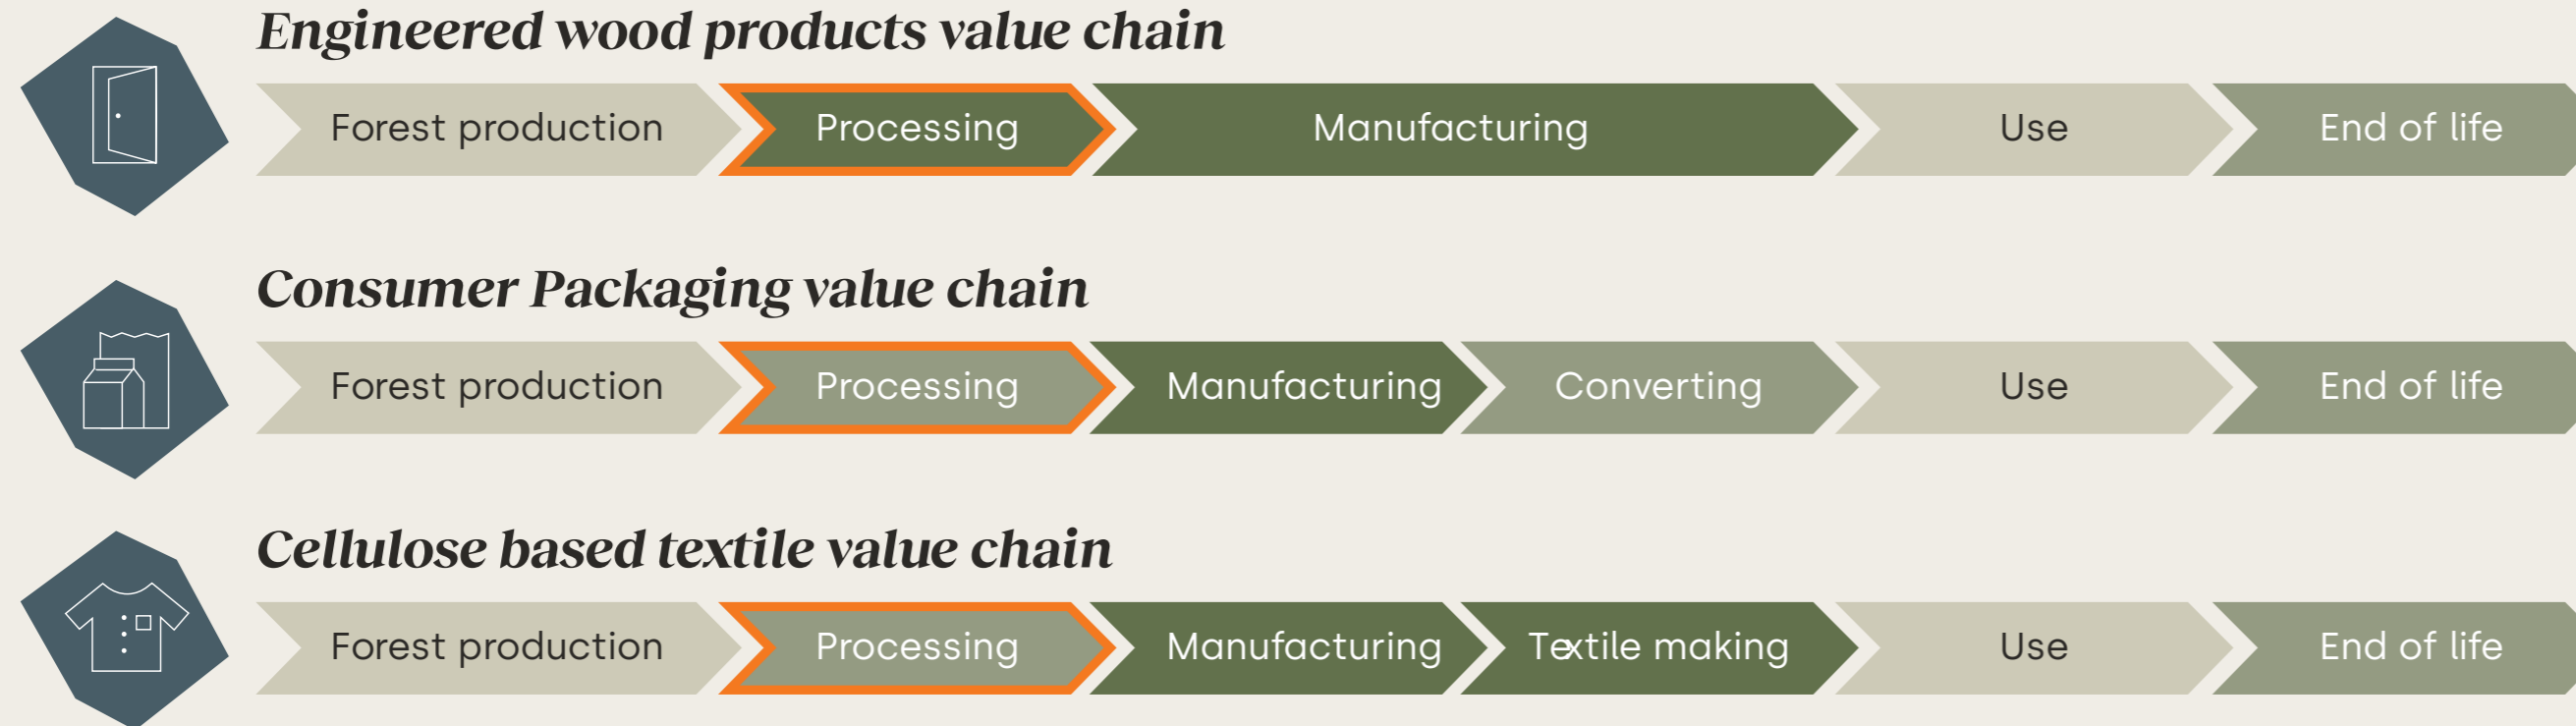 Engineered wood products value chain
Forest production Processing Manufacturing Use End of life
Consumer Packaging value chain
Forest production Processing Manufacturing Converting Use End of life
Cellulose based textile value chain
Forest production Processing Manufacturing Textile making Use End of life